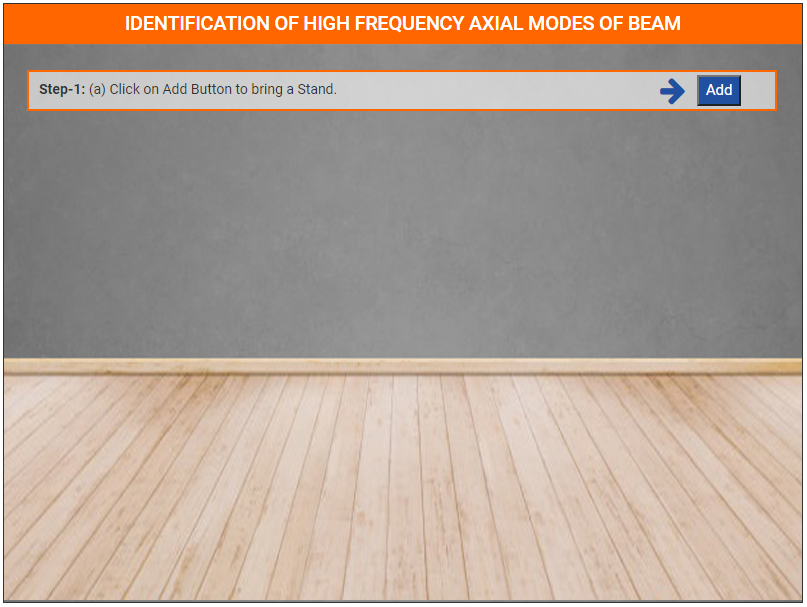 IDENTIFICATION OF HIGH FREQUENCY AXIAL MODES OF BEAM
Step-1: (a) Click on Add Button to bring a Stand.
Add